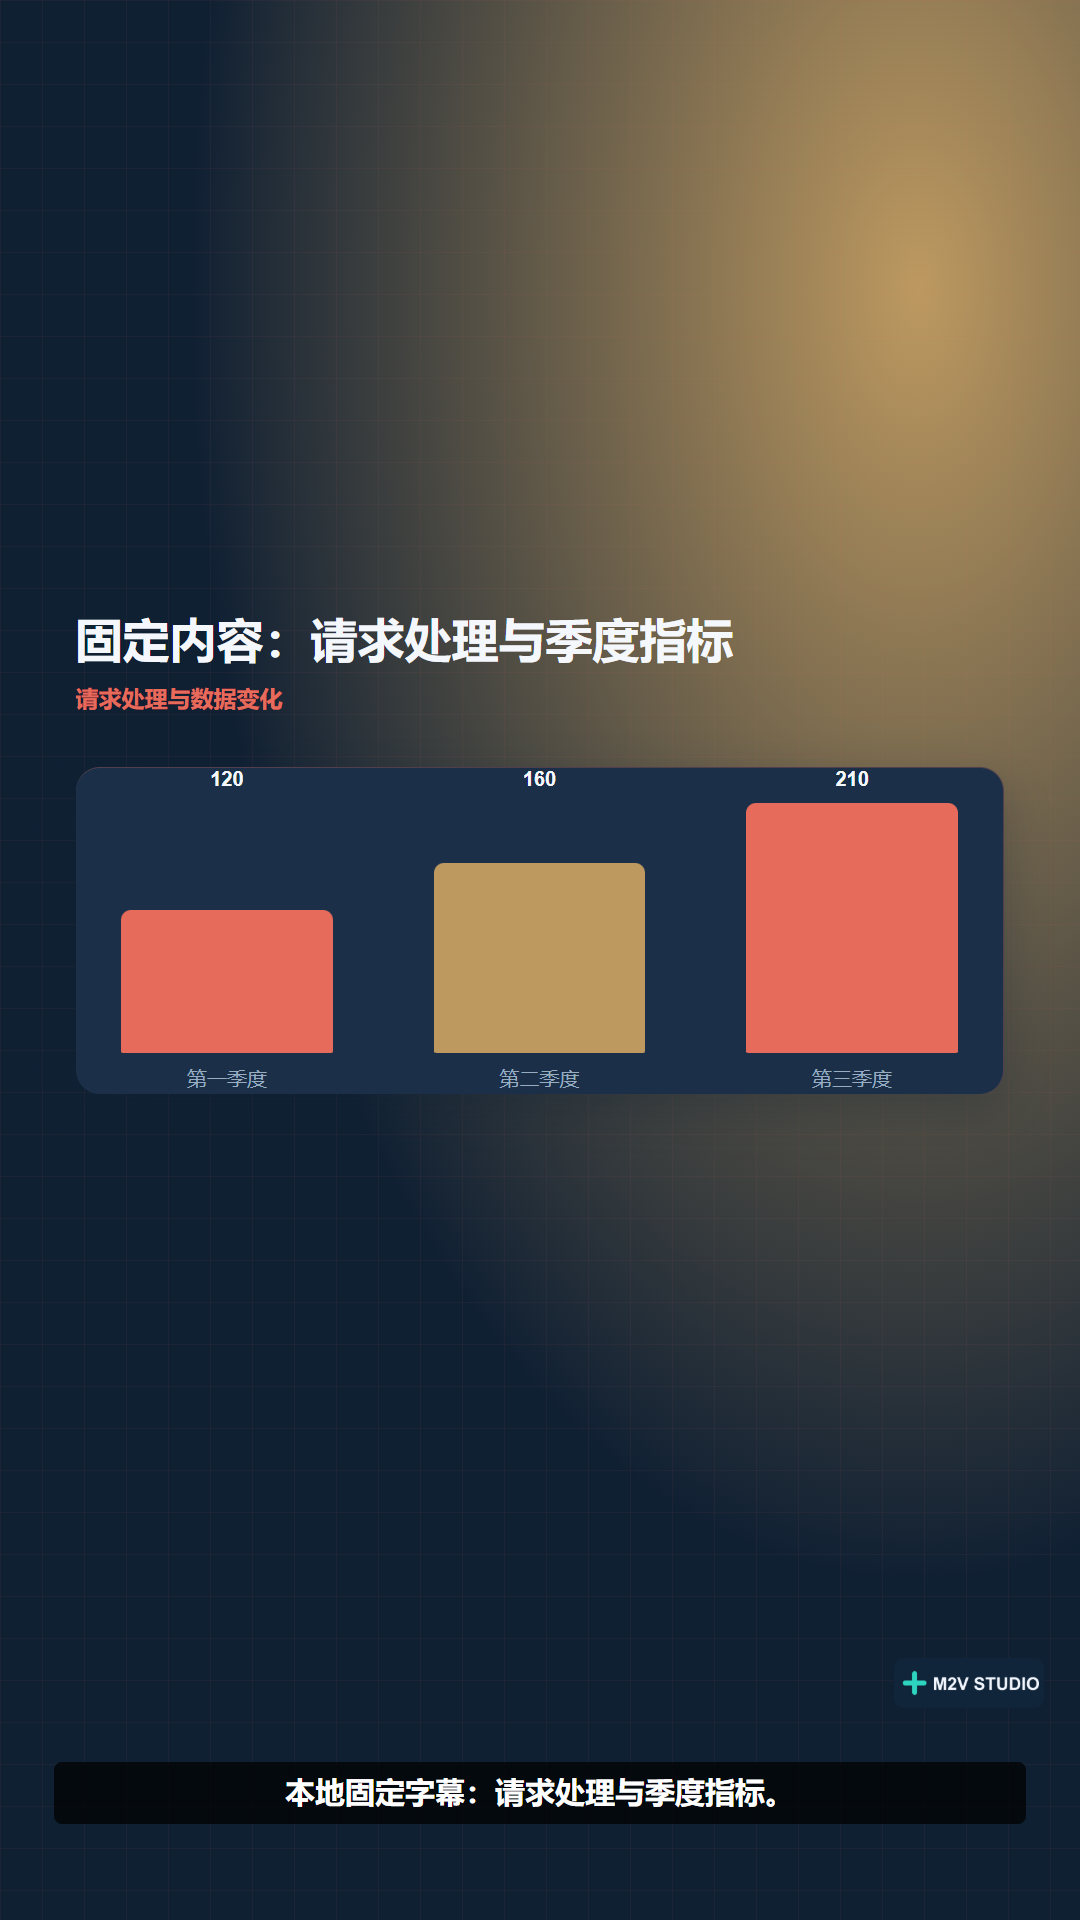 固定内容：请求处理与季度指标
请求处理与数据变化
120 160 210
第一季度 第二季度 第三季度
M2V STUDIO
本地固定字幕：请求处理与季度指标。